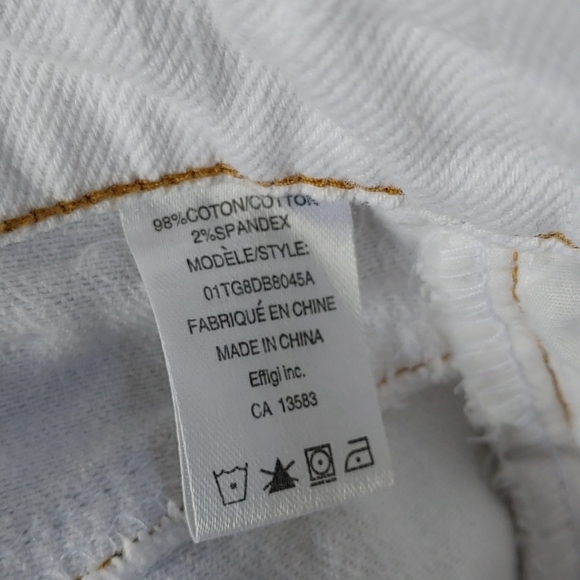 98%COTON/COTTON
2%SPANDEX
MODÈLE/STYLE:
01TG8DB8045A
FABRIQUÉ EN CHINE
MADE IN CHINA
Effigi inc.
CA 13583